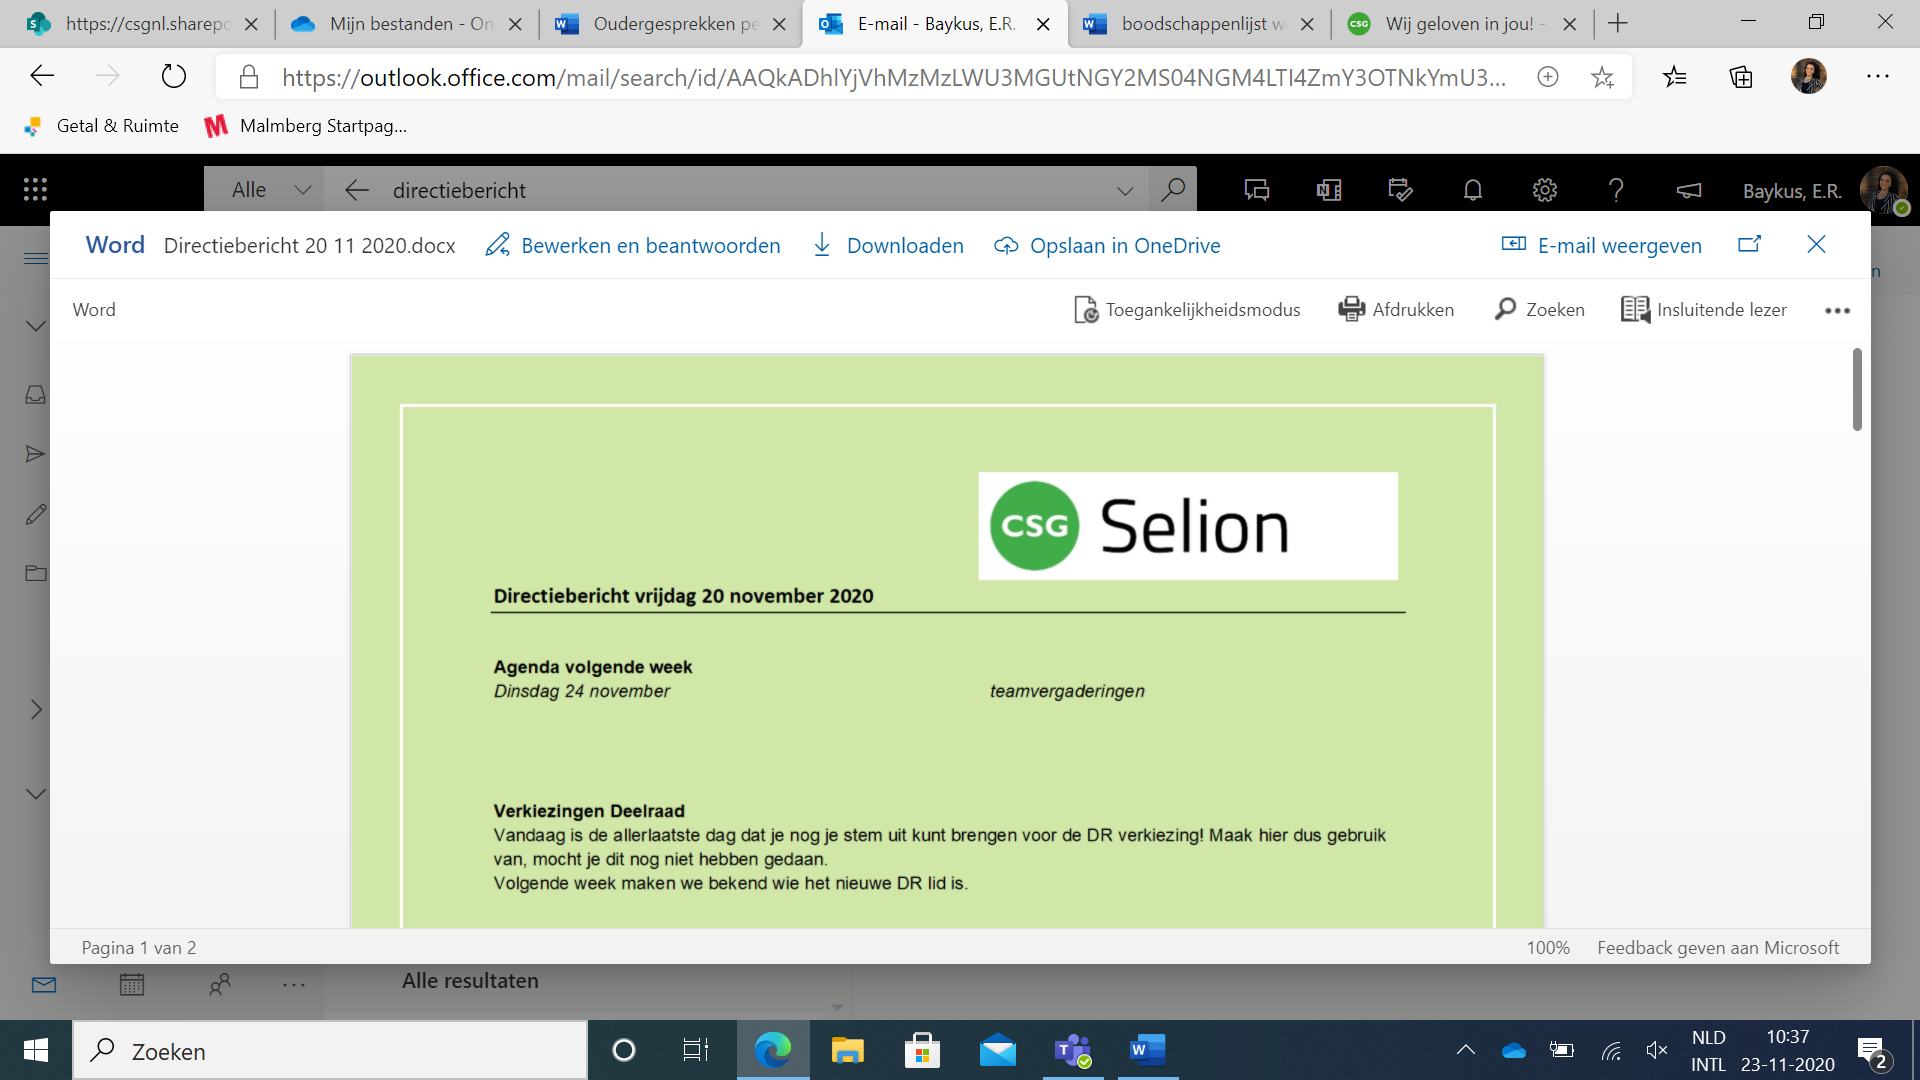 https://csgnl.sharepo
Mijn bestanden - On
Oudergesprekken pe
E-mail - Baykus, E.R.
boodschappenlijst w
CSG
Wij geloven in jou! -
https://outlook.office.com/mail/search/id/AAQkADhlYjVhMzMzLWU3MGUtNGY2MS04NGM4LTI4ZmY3OTNkYmU3...
Getal & Ruimte
Malmberg Startpag...
Alle
directiebericht
Baykus, E.R.
Word
Directiebericht 20 11 2020.docx
Bewerken en beantwoorden
Downloaden
Opslaan in OneDrive
E-mail weergeven
n
Word
Toegankelijkheidsmodus
Afdrukken
Zoeken
Insluitende lezer
CSG Selion
Directiebericht vrijdag 20 november 2020
Agenda volgende week
Dinsdag 24 november teamvergaderingen
Verkiezingen Deelraad
Vandaag is de allerlaatste dag dat je nog je stem uit kunt brengen voor de DR verkiezing! Maak hier dus gebruik
van, mocht je dit nog niet hebben gedaan.
Volgende week maken we bekend wie het nieuwe DR lid is.
Pagina 1 van 2
100%
Feedback geven aan Microsoft
Alle resultaten
Zoeken
NLD
INTL
10:37
23-11-2020
2